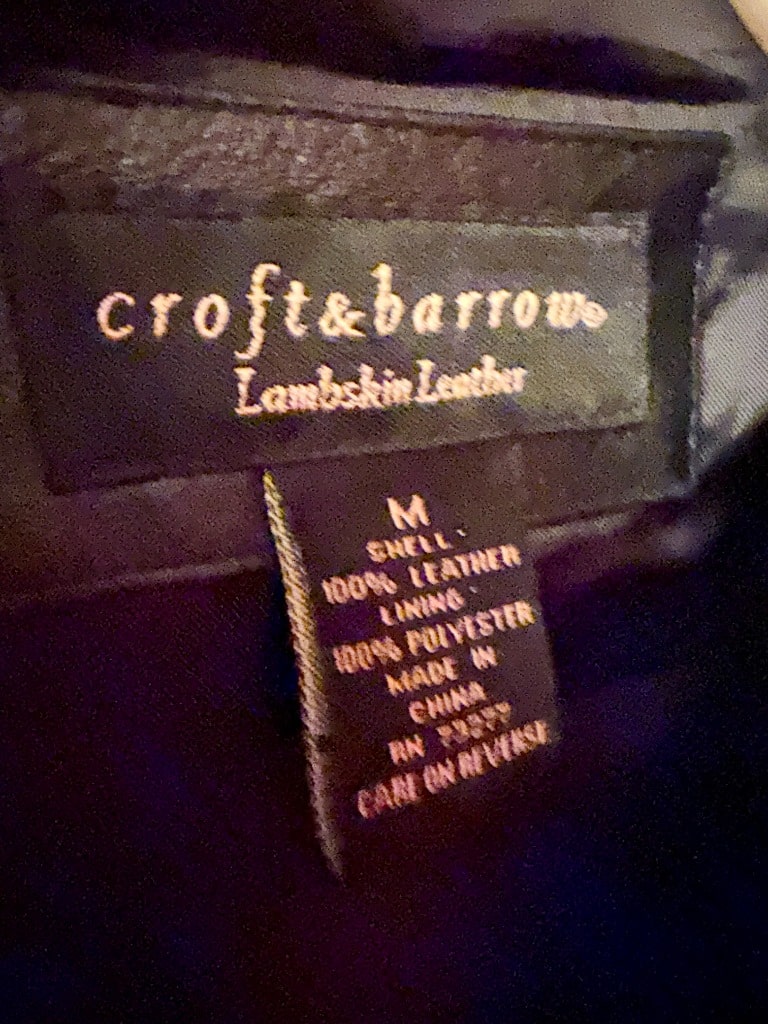 croft&barrow®
Lambskin Leather
M
SHELL-
100% LEATHER
LINING-
100% POLYESTER
MADE IN
CHINA
RN
CARE ON REVERSE